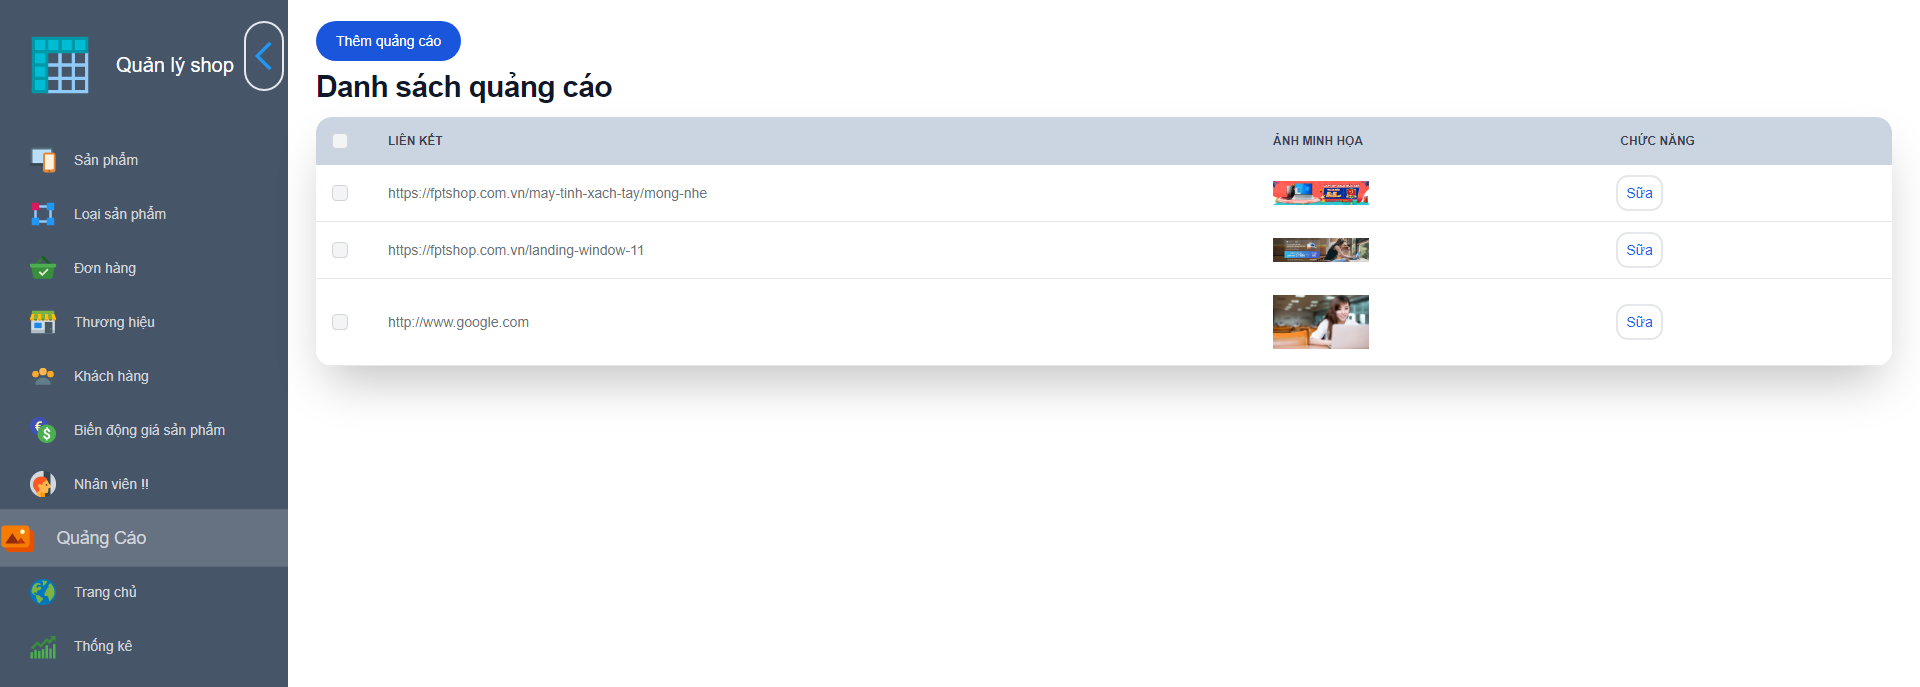 Quản lý shop
Sản phẩm
Loại sản phẩm
Đơn hàng
Thương hiệu
Khách hàng
Biến động giá sản phẩm
Nhân viên !!
Quảng Cáo
Trang chủ
Thống kê
Thêm quảng cáo
Danh sách quảng cáo
LIÊN KẾT ẢNH MINH HỌA CHỨC NĂNG
https://fptshop.com.vn/may-tinh-xach-tay/mong-nhe Sữa
https://fptshop.com.vn/landing-window-11 Sữa
http://www.google.com Sữa